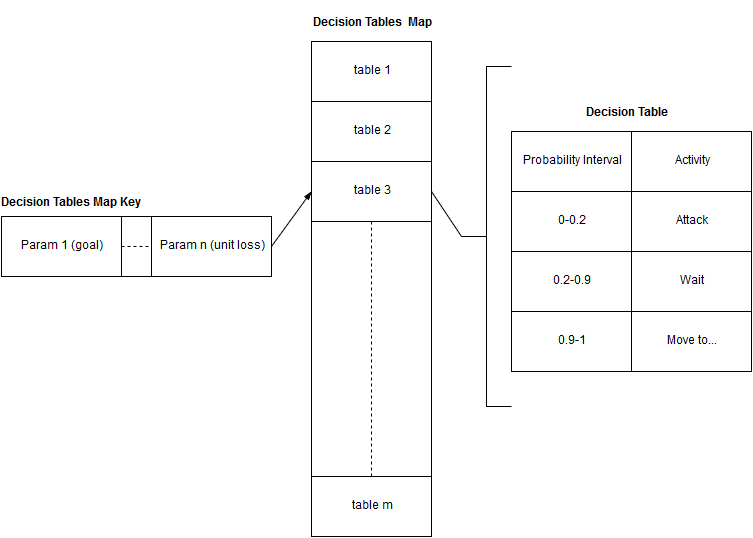 Decision Tables Map
table 1
table 2
table 3
table m
Decision Tables Map Key
Param 1 (goal)
Param n (unit loss)
Decision Table
Probability Interval
Activity
0-0.2
Attack
0.2-0.9
Wait
0.9-1
Move to...